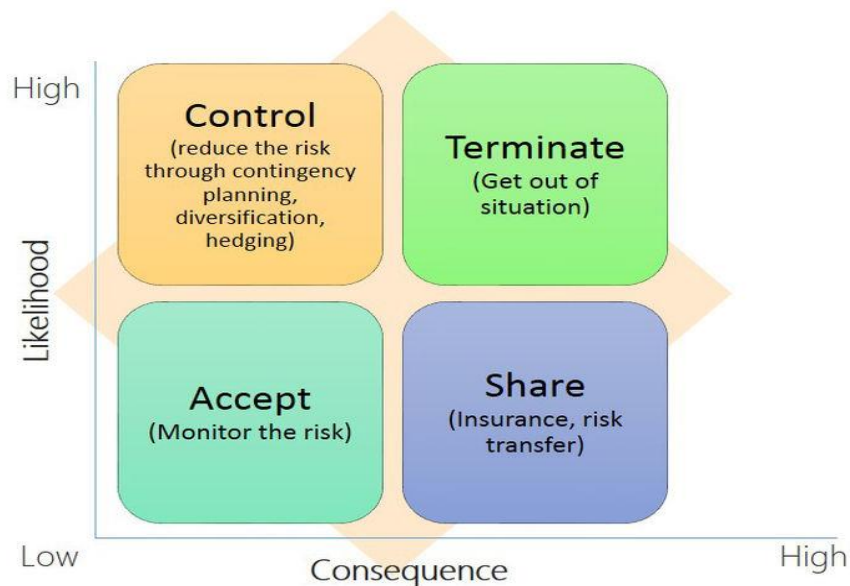 High
Control
(reduce the risk
through contingency
planning,
diversification,
hedging)
Terminate
(Get out of
situation)
Likelihood
Accept
(Monitor the risk)
Share
(Insurance, risk
transfer)
Low
Consequence
High